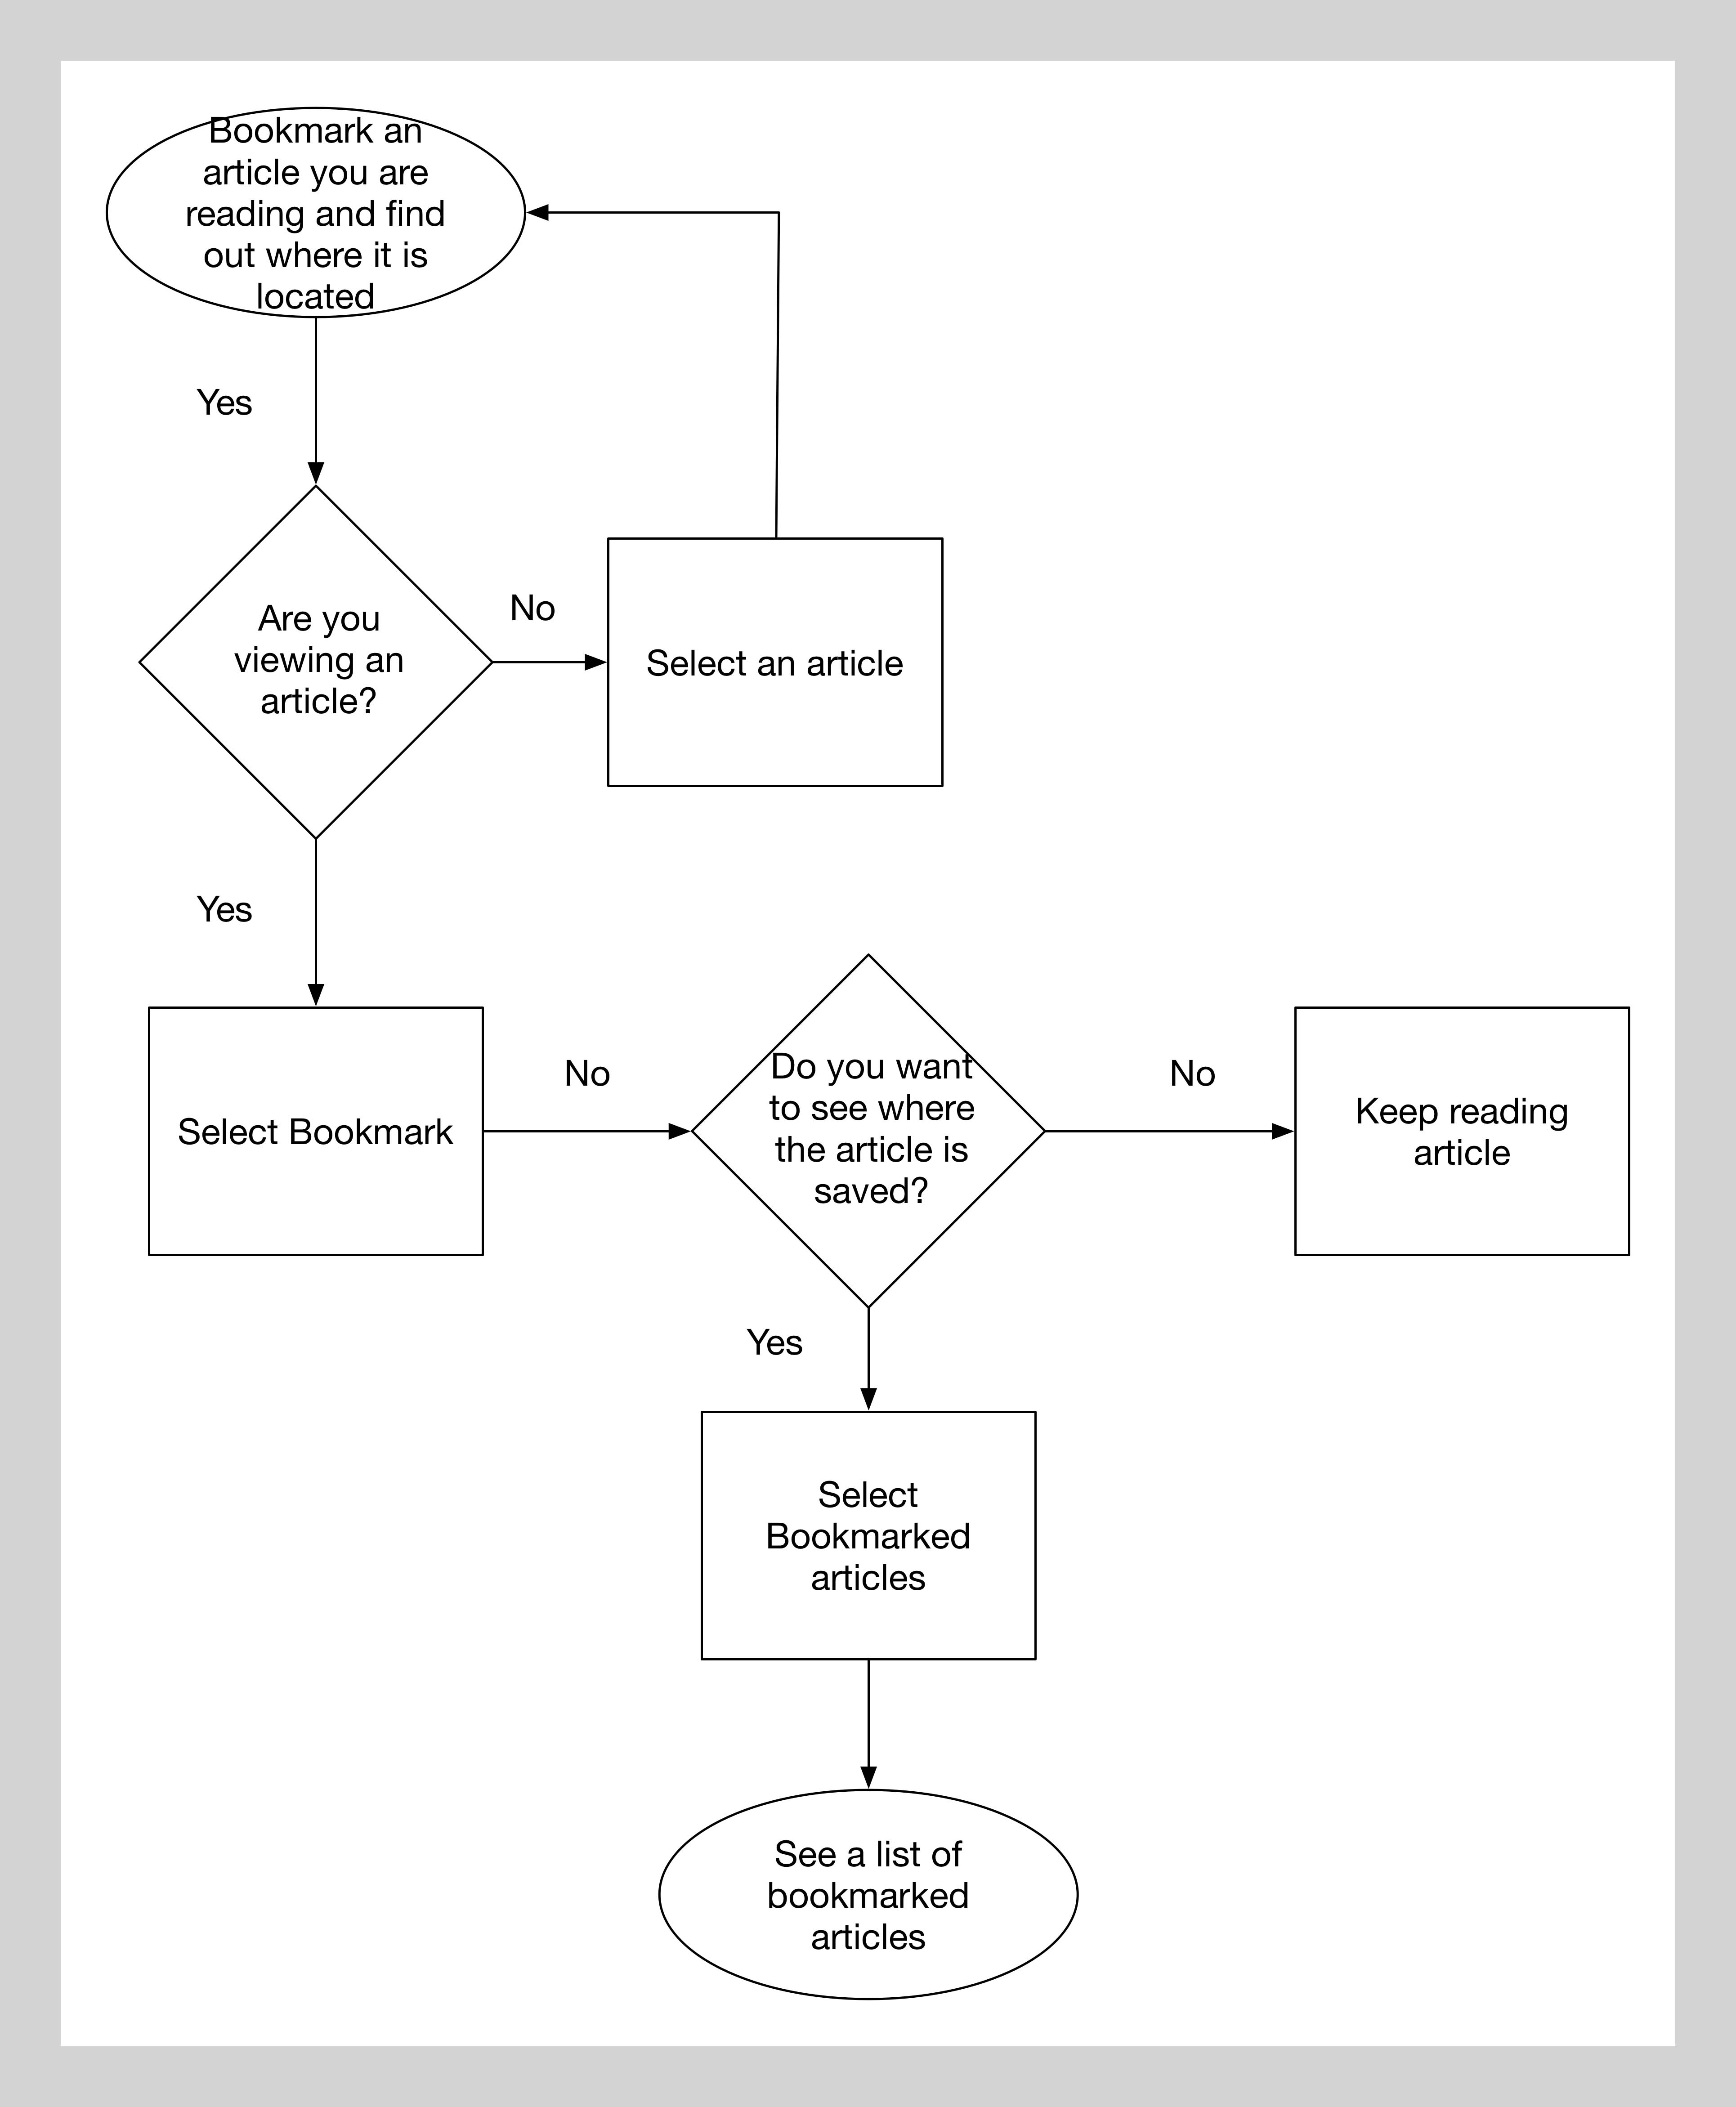 Bookmark an
article you are
reading and find
out where it is
located
Yes
Are you
viewing an
article?
No
Select an article
Yes
Select Bookmark
No
Do you want
to see where
the article is
saved?
No
Keep reading
article
Yes
Select
Bookmarked
articles
See a list of
bookmarked
articles